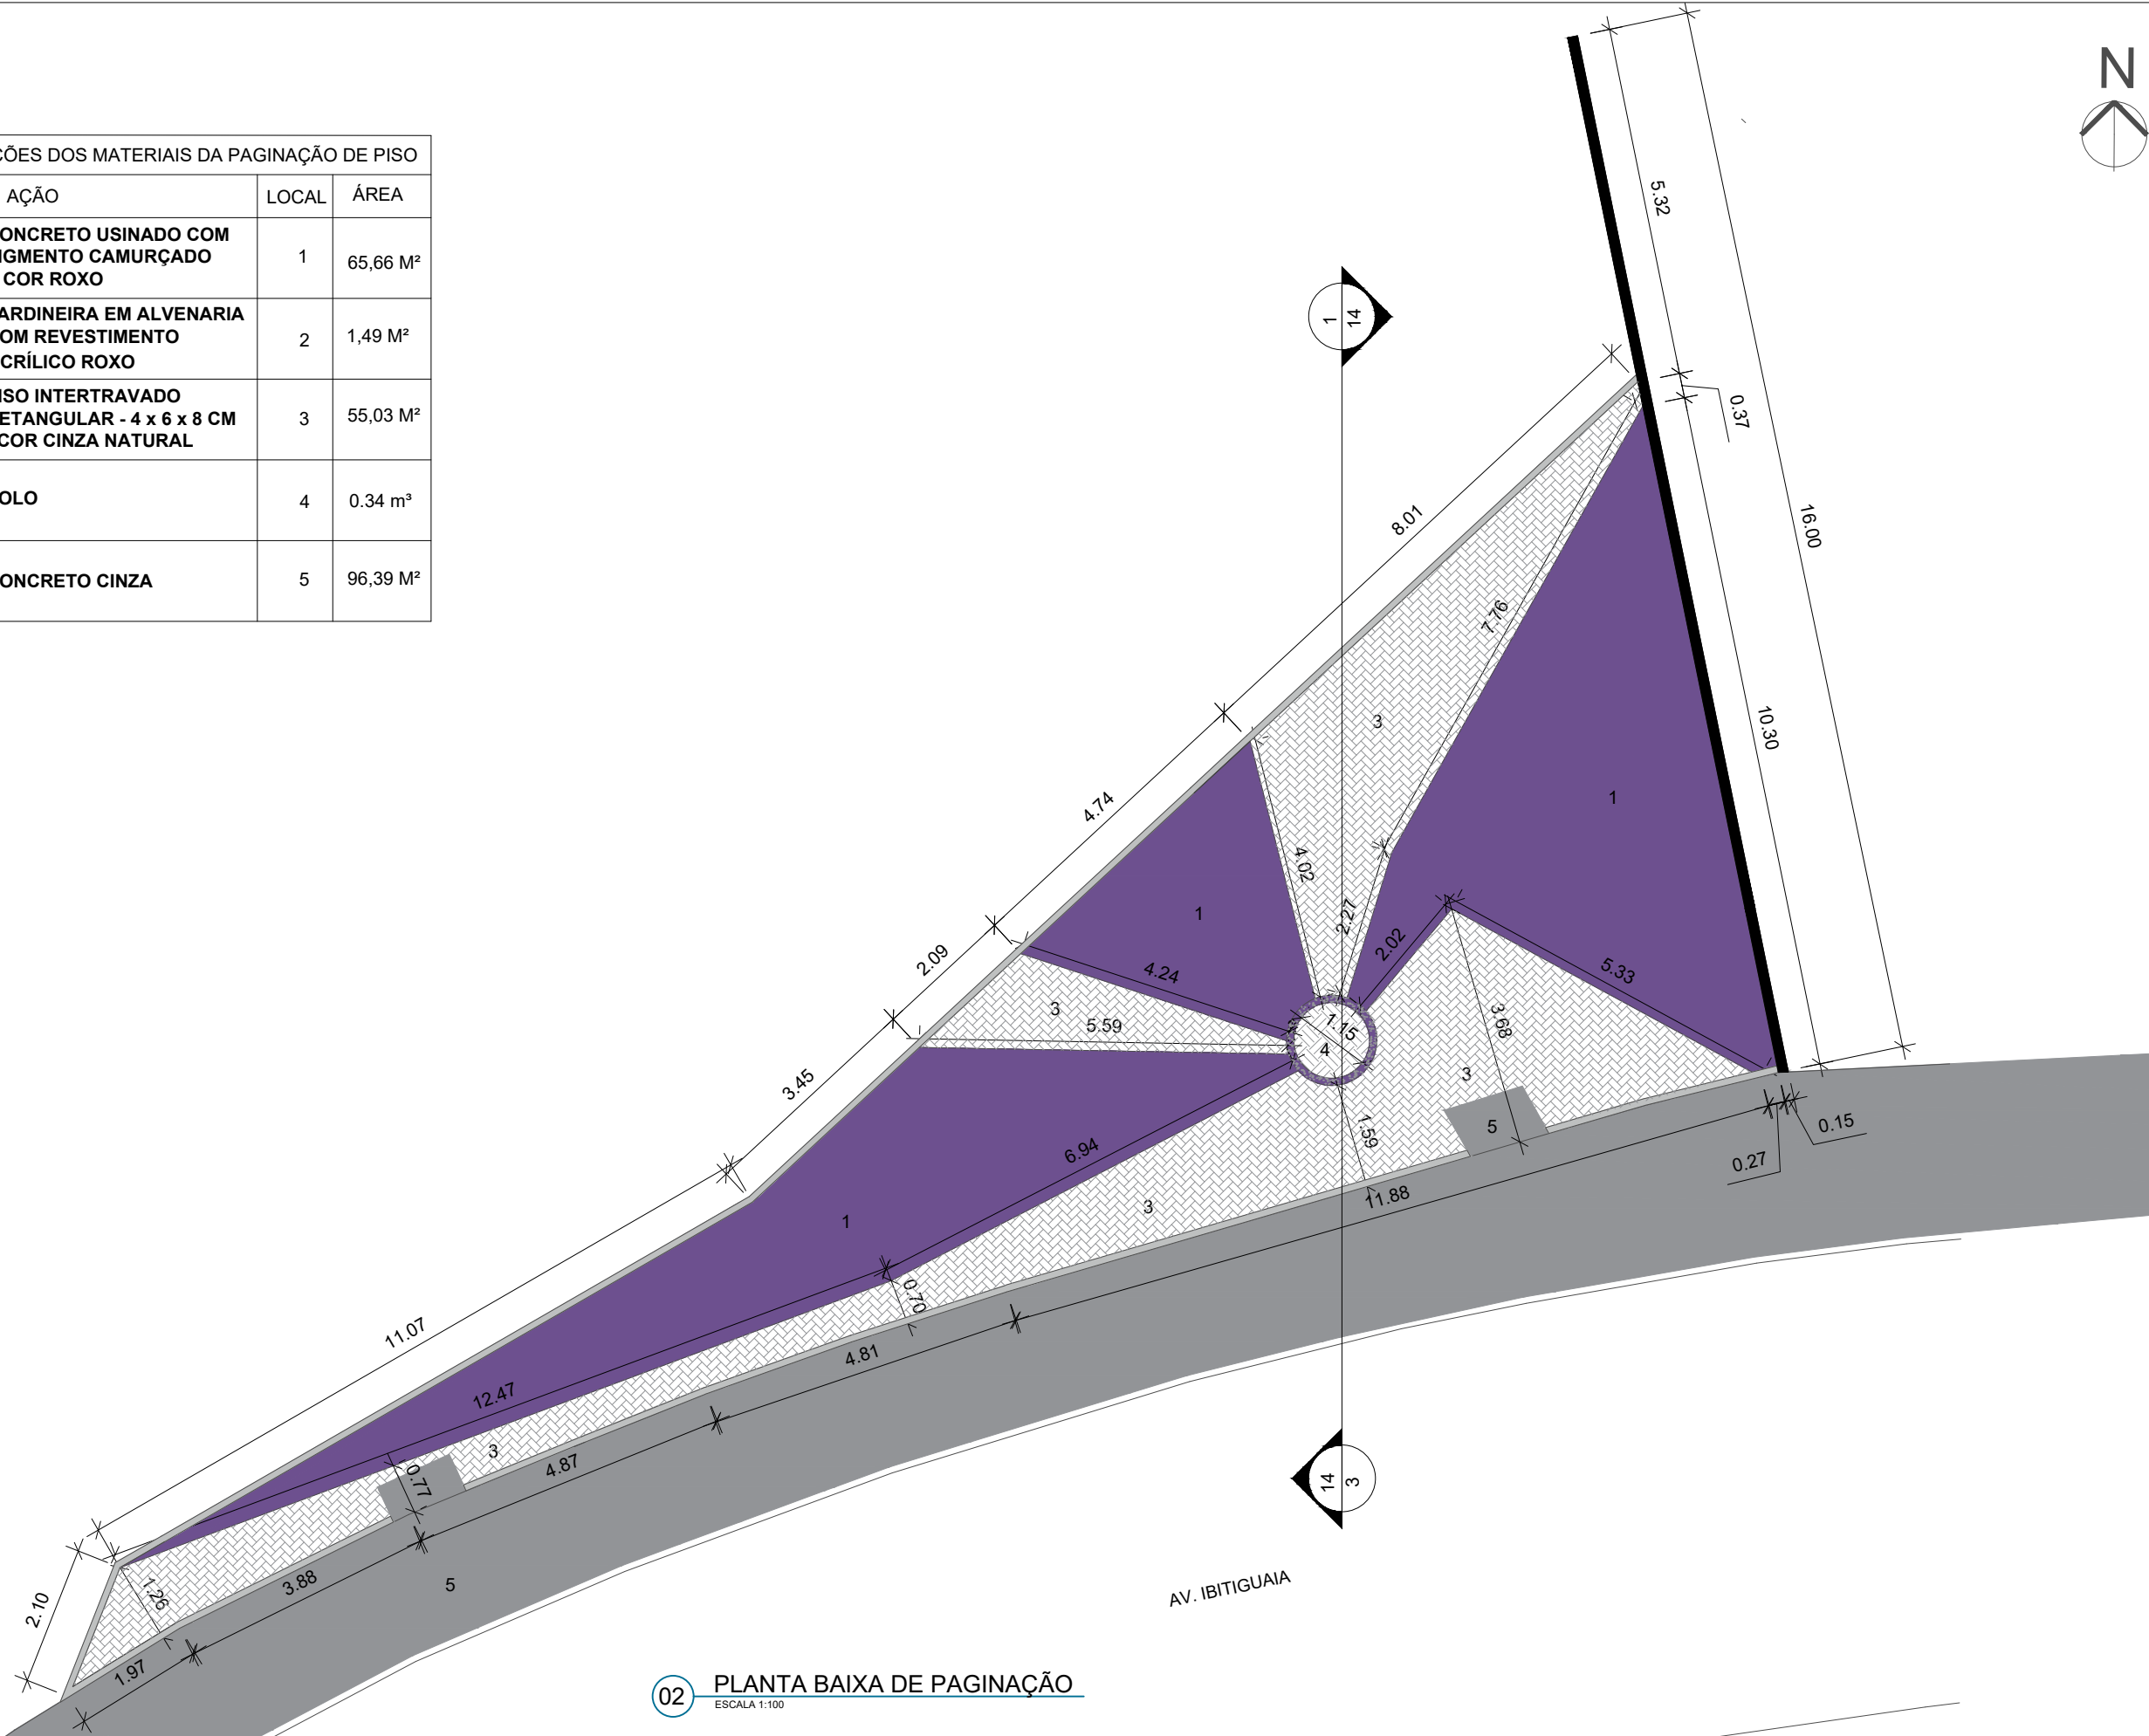 ÇÕES DOS MATERIAIS DA PAGINAÇÃO DE PISO
AÇÃO LOCAL ÁREA
ONCRETO USINADO COM
IGMENTO CAMURÇADO
COR ROXO
1 65,66 M²
ARDINEIRA EM ALVENARIA
OM REVESTIMENTO
CRÍLICO ROXO
2 1,49 M²
ISO INTERTRAVADO
ETANGULAR - 4 x 6 x 8 CM
COR CINZA NATURAL
3 55,03 M²
OLO 4 0.34 m³
ONCRETO CINZA 5 96,39 M²
N
5.32
0.37
16.00
10.30
1
14
8.01
7.76
3
1
4.74
4.02
1
2.27
2.02
5.33
2.09
4.24
3
5.59
1.15
4
3.68
3
3.45
6.94
1.59
5
0.15
0.27
11.88
3
1
0.70
11.07
4.81
12.47
3
0.77
4.87
14
3
3.88
5
1.26
2.10
1.97
AV. IBITIGUAIA
02 PLANTA BAIXA DE PAGINAÇÃO
ESCALA 1:100